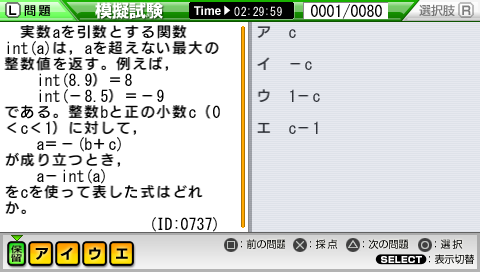 L 問題 模擬試験 Time▶ 02:29:59 0001/0080 選択肢 R
実数aを引数とする関数
int(a)は，aを超えない最大の
整数値を返す。例えば，
int(8.9) ＝8
int(－8.5) ＝－9
である。整数bと正の小数c（0
＜c＜1）に対して，
a＝－(b＋c)
が成り立つとき，
a－int(a)
をcを使って表した式はどれ
か。
(ID:0737)
ア c
イ －c
ウ 1－c
エ c－1
保留 ア イ ウ エ
□：前の問題 ×：採点 △：次の問題 ○：選択
SELECT：表示切替